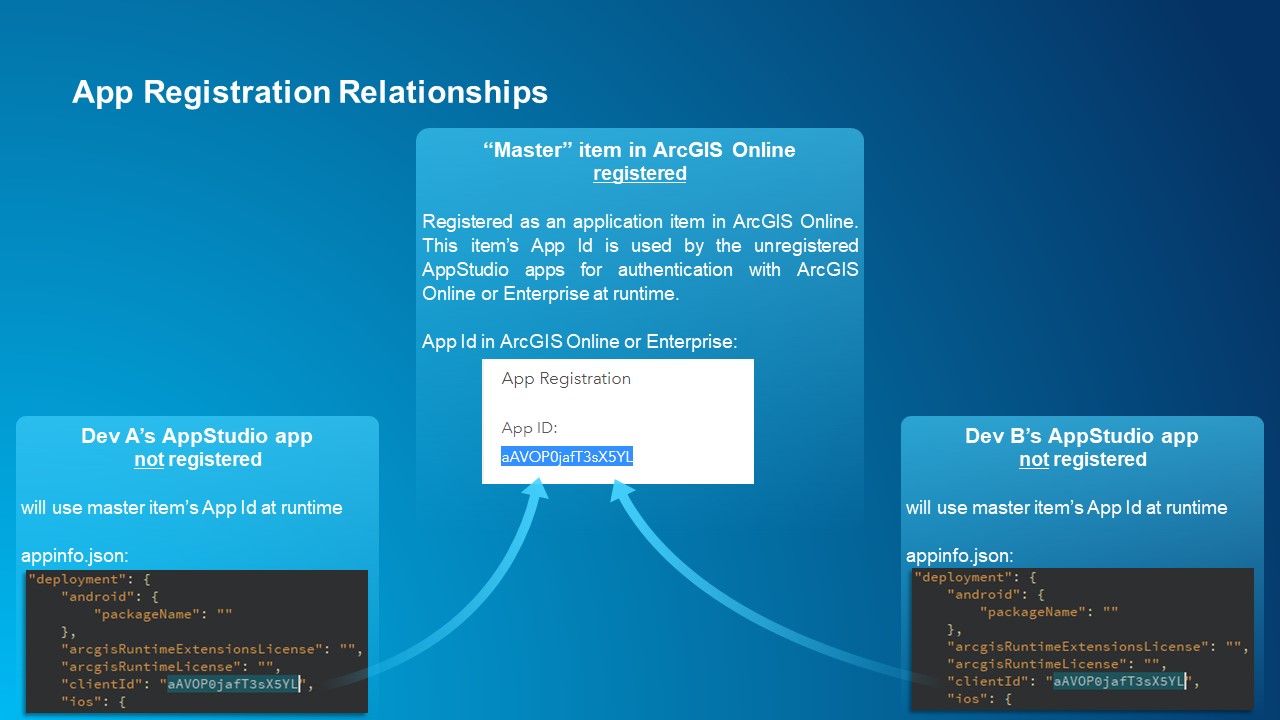 App Registration Relationships
“Master” item in ArcGIS Online
registered
Registered as an application item in ArcGIS Online.
This item’s App Id is used by the unregistered
AppStudio apps for authentication with ArcGIS
Online or Enterprise at runtime.
App Id in ArcGIS Online or Enterprise:
App Registration
App ID:
aAVOP0jafT3sX5YL
Dev A’s AppStudio app
not registered
will use master item’s App Id at runtime
appinfo.json:
"deployment": {
"android": {
"packageName": ""
},
"arcgisRuntimeExtensionsLicense": "",
"arcgisRuntimeLicense": "",
"clientId": "aAVOP0jafT3sX5YL",
"ios": {
Dev B’s AppStudio app
not registered
will use master item’s App Id at runtime
appinfo.json:
"deployment": {
"android": {
"packageName": ""
},
"arcgisRuntimeExtensionsLicense": "",
"arcgisRuntimeLicense": "",
"clientId": "aAVOP0jafT3sX5YL",
"ios": {